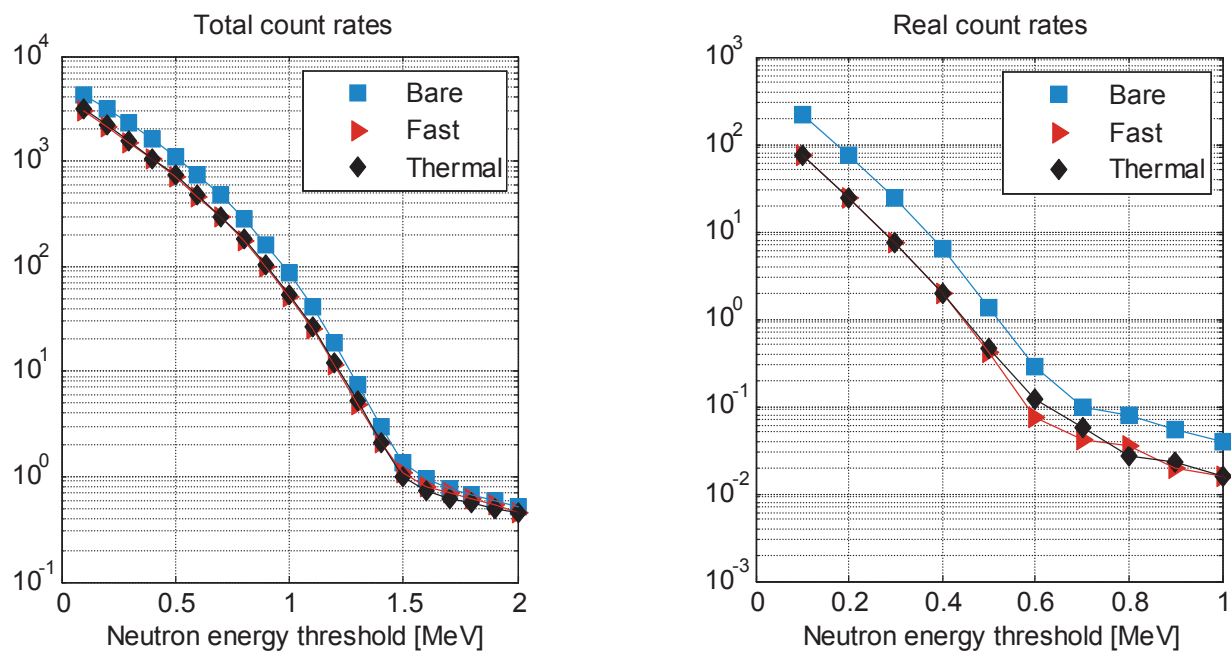 Total count rates
10^4
10^3
10^2
10^1
10^0
10^-1
0
0.5
1
1.5
2
Neutron energy threshold [MeV]
Bare
Fast
Thermal
Real count rates
10^3
10^2
10^1
10^0
10^-1
10^-2
10^-3
0
0.2
0.4
0.6
0.8
1
Neutron energy threshold [MeV]
Bare
Fast
Thermal